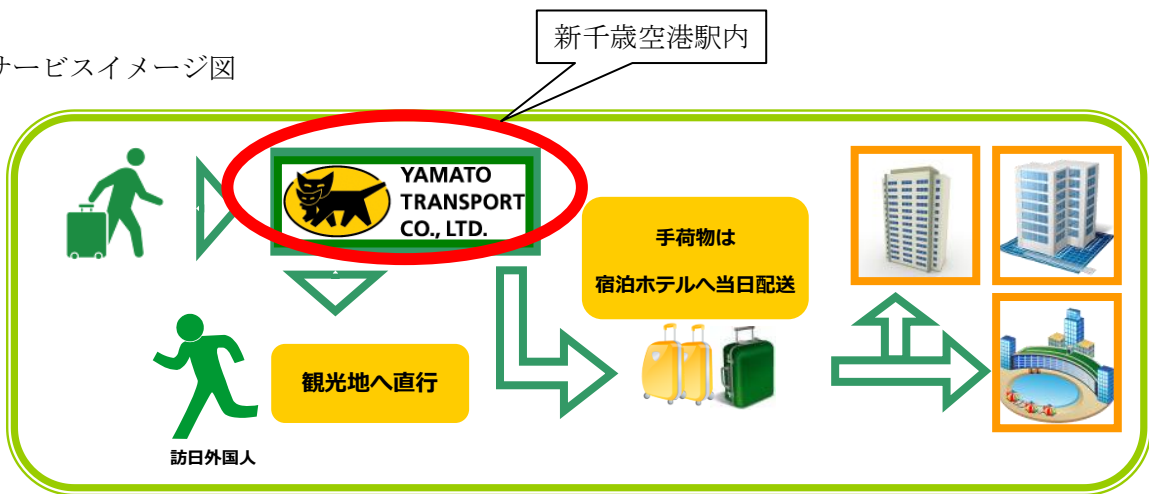 新千歳空港駅内
サービスイメージ図
YAMATO
TRANSPORT
CO., LTD.
手荷物は
宿泊ホテルへ当日配送
観光地へ直行
訪日外国人